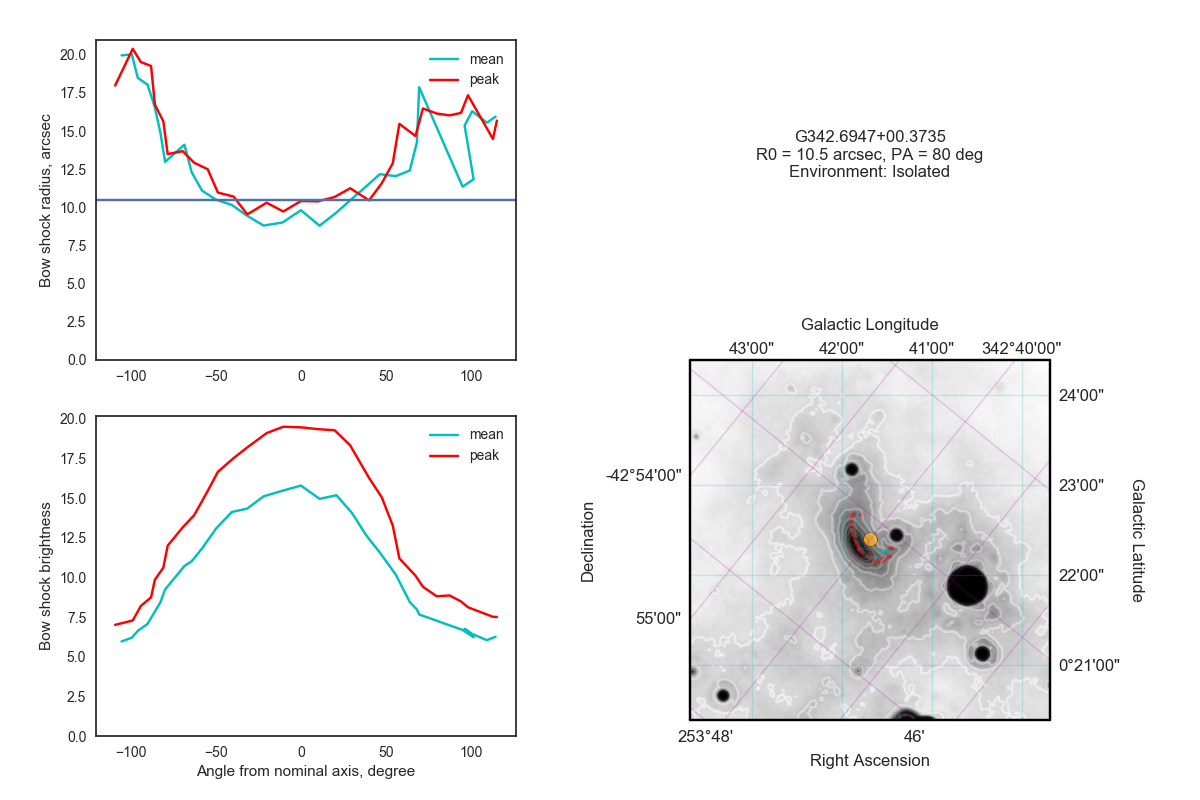 20.0
17.5
15.0
12.5
10.0
7.5
5.0
2.5
0.0
Bow shock radius, arcsec
mean
peak
−100
−50
0
50
100
20.0
17.5
15.0
12.5
10.0
7.5
5.0
2.5
0.0
Bow shock brightness
mean
peak
−100
−50
0
50
100
Angle from nominal axis, degree
G342.6947+00.3735
R0 = 10.5 arcsec, PA = 80 deg
Environment: Isolated
Galactic Longitude
43'00"
42'00"
41'00"
342°40'00"
24'00"
23'00"
22'00"
0°21'00"
Galactic Latitude
-42°54'00"
55'00"
Declination
253°48'
46'
Right Ascension